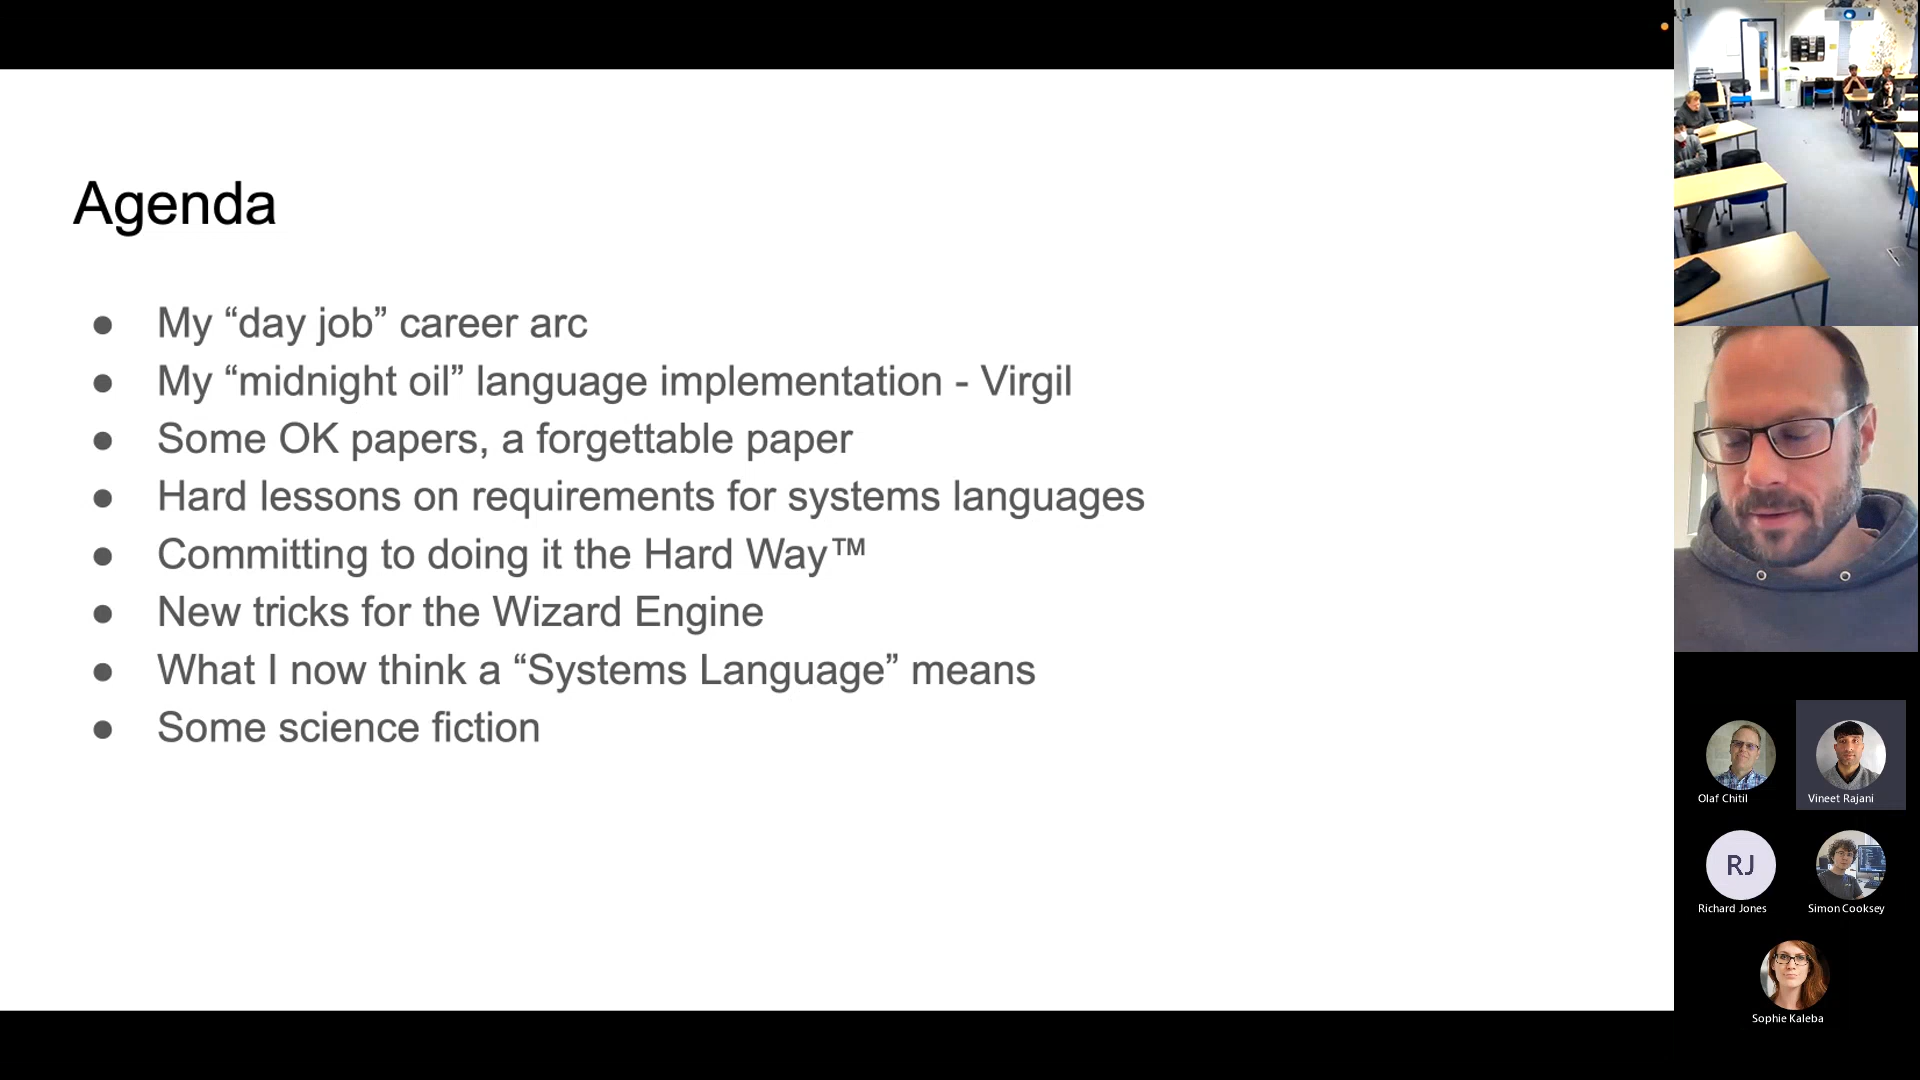 Agenda
● My “day job” career arc
● My “midnight oil” language implementation - Virgil
● Some OK papers, a forgettable paper
● Hard lessons on requirements for systems languages
● Committing to doing it the Hard Way™
● New tricks for the Wizard Engine
● What I now think a “Systems Language” means
● Some science fiction
Olaf Chitil
Vineet Rajani
RJ
Richard Jones
Simon Cooksey
Sophie Kaleba